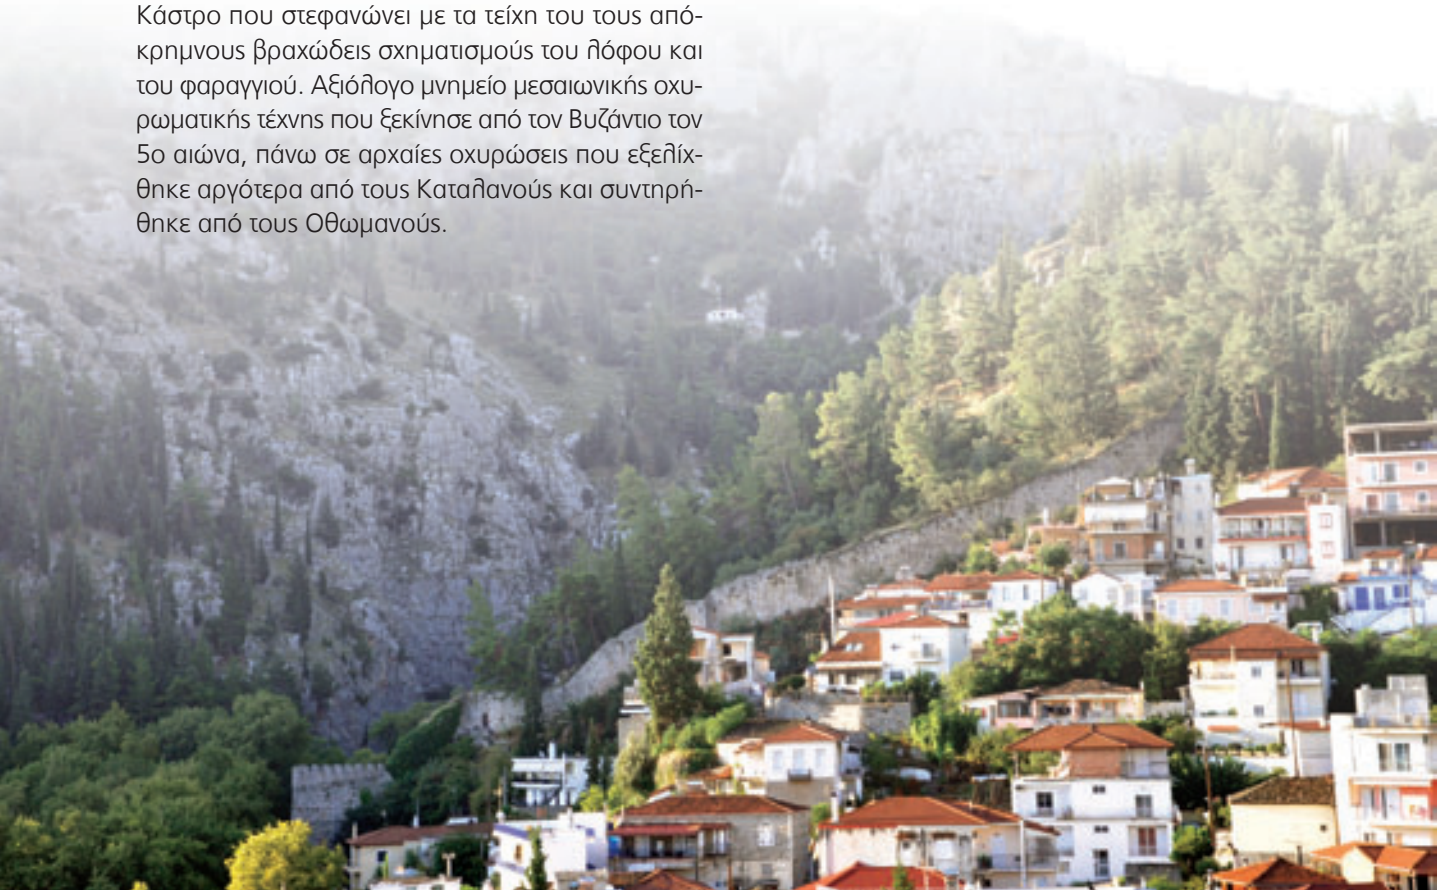 Κάστρο που στεφανώνει με τα τείχη του τους από-
κρημνους βραχώδεις σχηματισμούς του λόφου και
του φαραγγιού. Αξιόλογο μνημείο μεσαιωνικής οχυ-
ρωματικής τέχνης που ξεκίνησε από τον Βυζάντιο τον
5ο αιώνα, πάνω σε αρχαίες οχυρώσεις που εξελίχ-
θηκε αργότερα από τους Καταλανούς και συντηρή-
θηκε από τους Οθωμανούς.